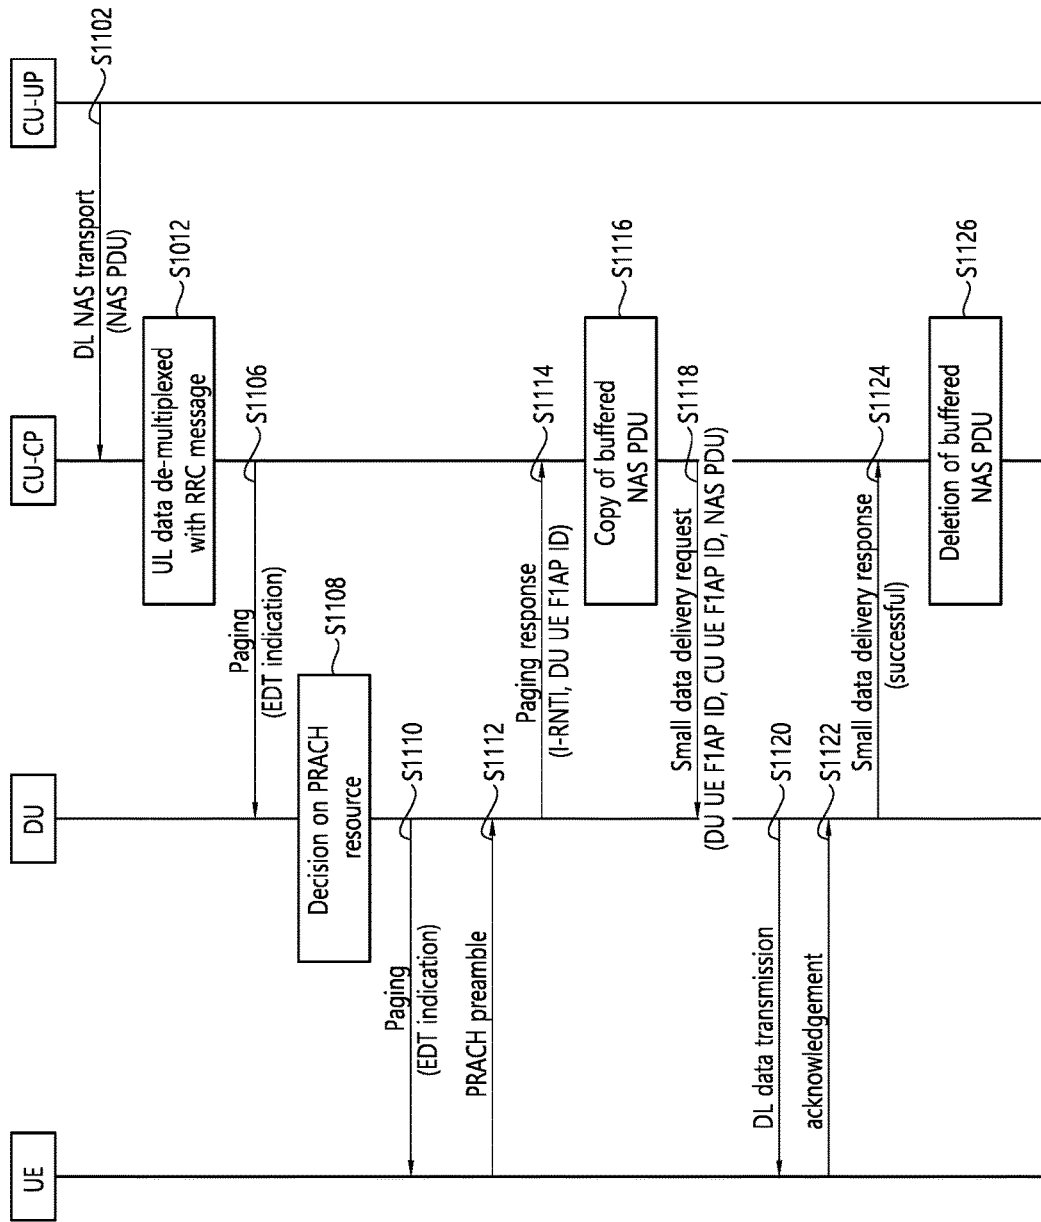 UE
DU
CU-CP
CU-UP
DL NAS transport
(NAS PDU)
S1102
UL data de-multiplexed
with RRC message
S1012
Paging
(EDT indication)
S1106
Decision on PRACH
resource
S1108
Paging
(EDT indication)
S1110
PRACH preamble
S1112
Paging response
(I-RNTI, DU UE F1AP ID)
S1114
Copy of buffered
NAS PDU
S1116
Small data delivery request
(DU UE F1AP ID, CU UE F1AP ID, NAS PDU)
S1118
DL data transmission
S1120
acknowledgement
S1122
Small data delivery response
(successful)
S1124
Deletion of buffered
NAS PDU
S1126